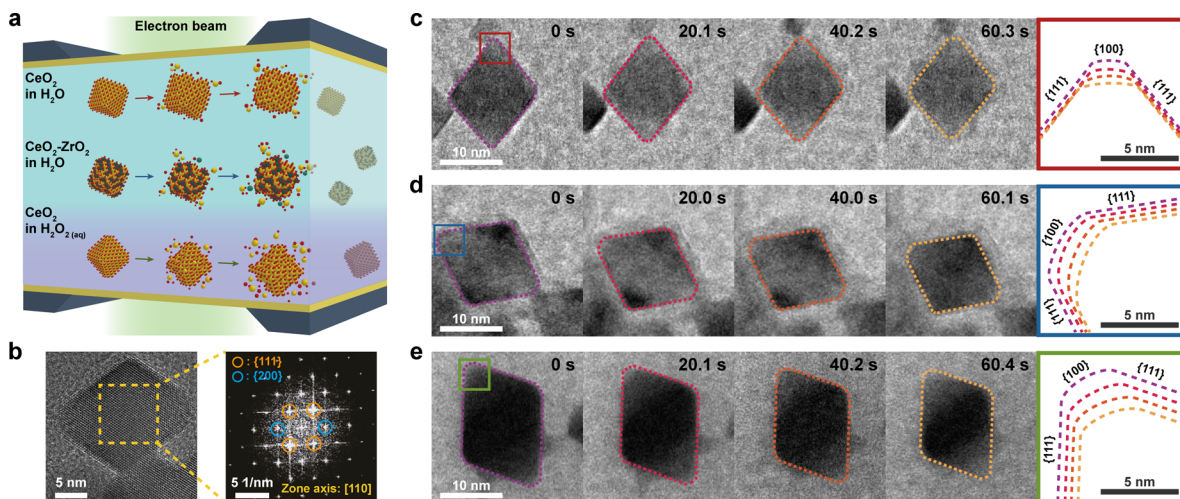 a
Electron beam
CeO2
in H2O
CeO2-ZrO2
in H2O
CeO2
in H2O2 (aq)
b
5 nm
: {111}
: {200}
5 1/nm
Zone axis: [110]
c
0 s
20.1 s
40.2 s
60.3 s
10 nm
{100}
{111}
{111}
5 nm
d
0 s
20.0 s
40.0 s
60.1 s
10 nm
{111}
{100}
{111}
5 nm
e
0 s
20.1 s
40.2 s
60.4 s
10 nm
{100}
{111}
{111}
5 nm